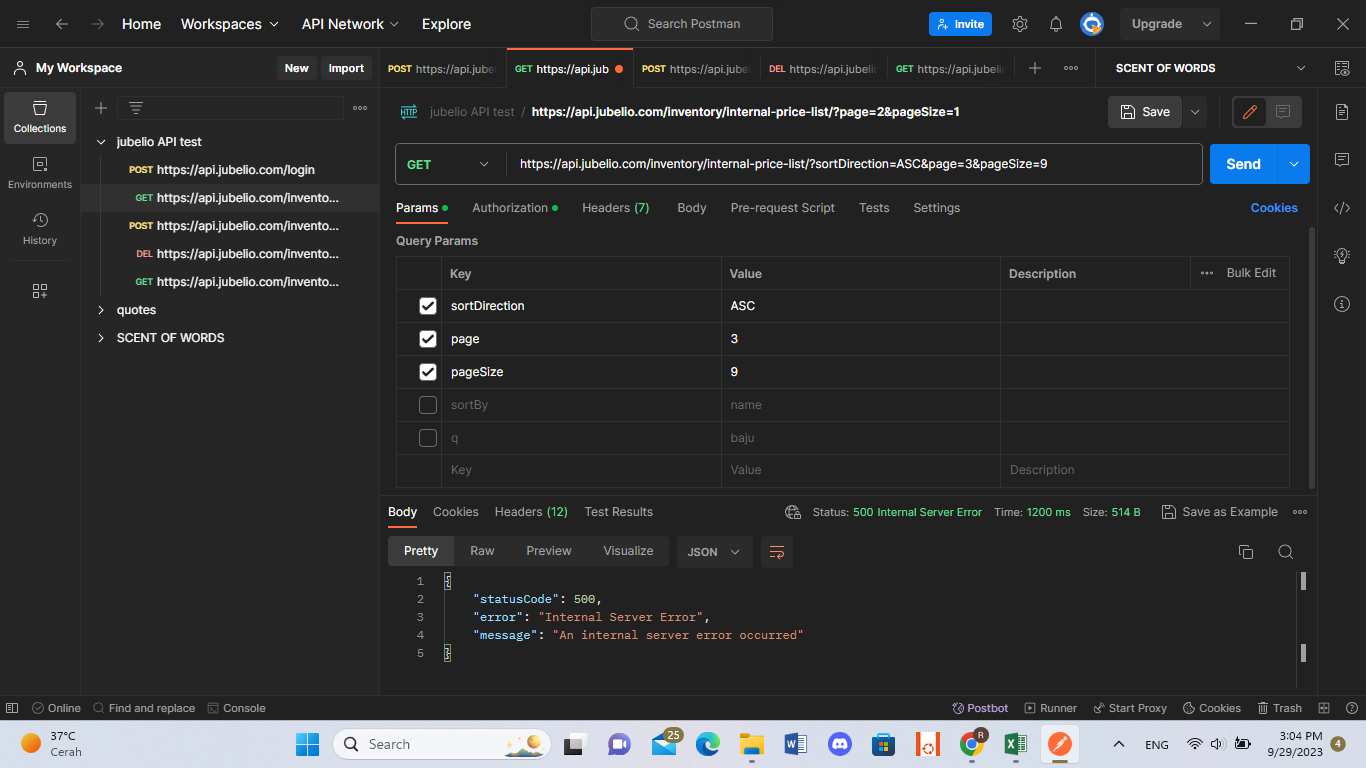 Home Workspaces API Network Explore Search Postman Invite Upgrade
My Workspace New Import POST https://api.jubel GET https://api.jub POST https://api.jubel DEL https://api.jubeli GET https://api.jubeli SCENT OF WORDS
Collections
Environments
History
jubelio API test
POST https://api.jubelio.com/login
GET https://api.jubelio.com/invento...
POST https://api.jubelio.com/invento...
DEL https://api.jubelio.com/invento...
GET https://api.jubelio.com/invento...
quotes
SCENT OF WORDS
HTTP jubelio API test / https://api.jubelio.com/inventory/internal-price-list/?page=2&pageSize=1 Save
GET https://api.jubelio.com/inventory/internal-price-list/?sortDirection=ASC&page=3&pageSize=9 Send
Params Authorization Headers (7) Body Pre-request Script Tests Settings Cookies
Query Params
Key Value Description Bulk Edit
sortDirection ASC
page 3
pageSize 9
sortBy name
q baju
Key Value Description
Body Cookies Headers (12) Test Results Status: 500 Internal Server Error Time: 1200 ms Size: 514 B Save as Example
Pretty Raw Preview Visualize JSON
1 {
2 "statusCode": 500,
3 "error": "Internal Server Error",
4 "message": "An internal server error occurred"
5 }
Online Find and replace Console Postbot Runner Start Proxy Cookies Trash
37°C
Cerah
Search
25
R
ENG
3:04 PM
9/29/2023
4